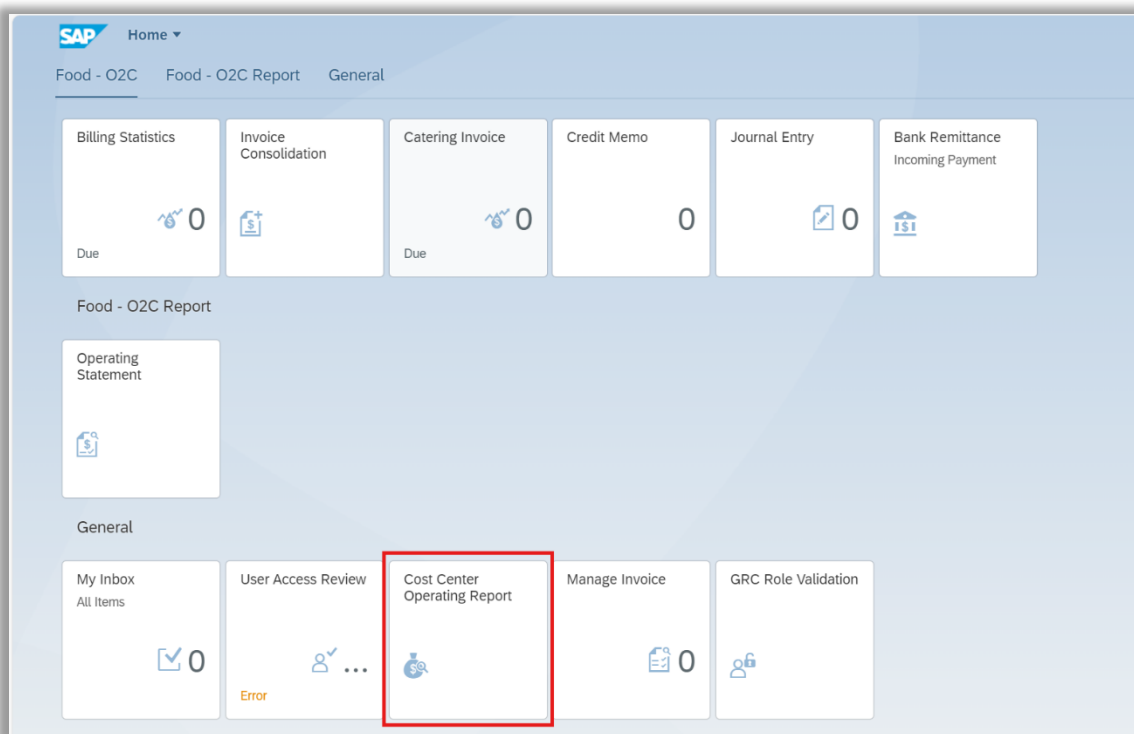 SAP Home
Food - O2C Food - O2C Report General
Billing Statistics
0
Due
Invoice
Consolidation
Catering Invoice
0
Due
Credit Memo
0
Journal Entry
0
Bank Remittance
Incoming Payment
Food - O2C Report
Operating
Statement
General
My Inbox
All Items
0
User Access Review
...
Error
Cost Center
Operating Report
Manage Invoice
0
GRC Role Validation